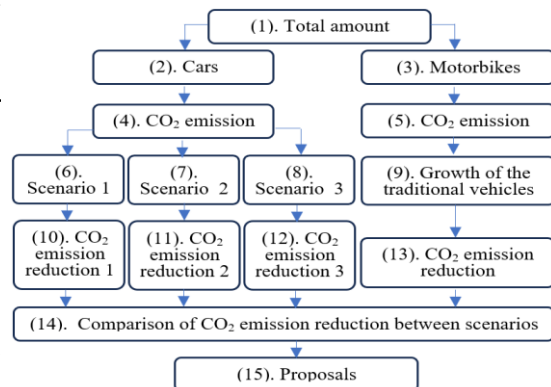 (1). Total amount
(2). Cars
(3). Motorbikes
(4). CO₂ emission
(5). CO₂ emission
(6).
Scenario 1
(7).
Scenario 2
(8).
Scenario 3
(9). Growth of the
traditional vehicles
(10). CO₂
emission
reduction 1
(11). CO₂
emission
reduction 2
(12). CO₂
emission
reduction 3
(13). CO₂ emission
reduction
(14). Comparison of CO₂ emission reduction between scenarios
(15). Proposals